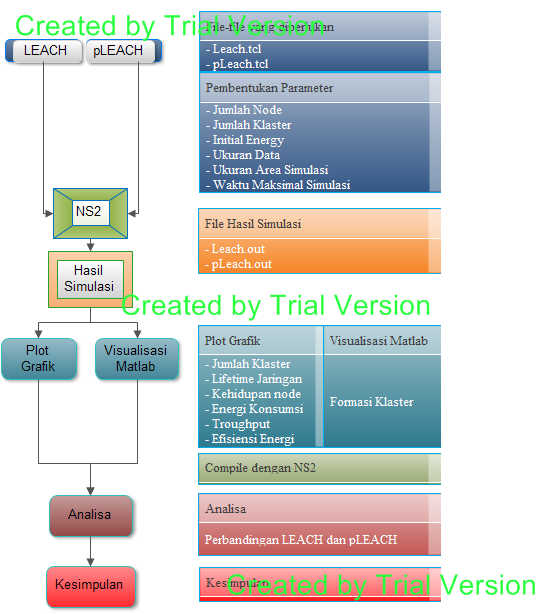 Created by Trial Version
LEACH
pLEACH
NS2
Hasil
Simulasi
Created by Trial Version
Plot
Grafik
Visualisasi
Matlab
Analisa
Kesimpulan
File-file yang diperlukan
- Leach.tcl
- pLeach.tcl
Pembentukan Parameter
- Jumlah Node
- Jumlah Klaster
- Initial Energy
- Ukuran Data
- Ukuran Area Simulasi
- Waktu Maksimal Simulasi
File Hasil Simulasi
- Leach.out
- pLeach.out
Plot Grafik
- Jumlah Klaster
- Lifetime Jaringan
- Kehidupan node
- Energi Konsumsi
- Troughput
- Efisiensi Energi
Visualisasi Matlab
Formasi Klaster
Compile dengan NS2
Analisa
Perbandingan LEACH dan pLEACH
Kesimpulan
Created by Trial Version